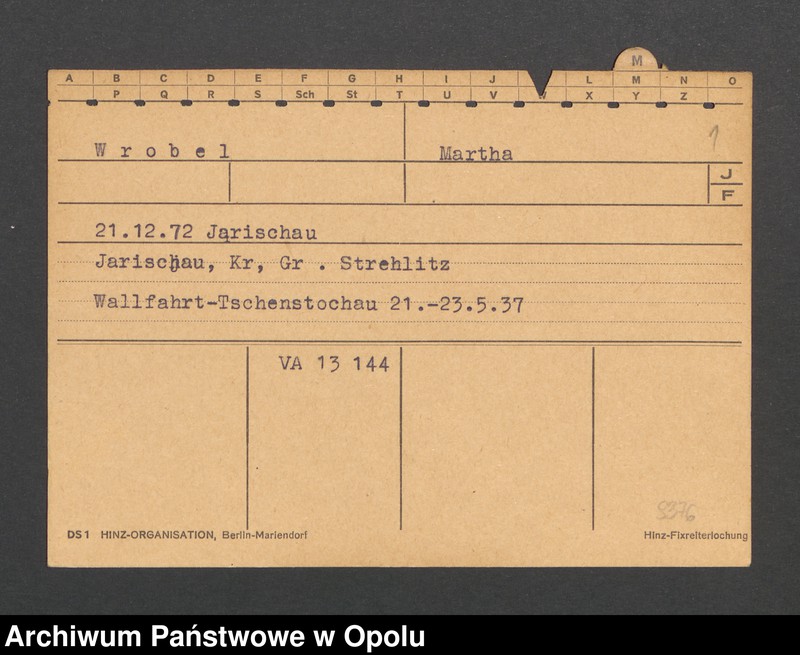 M
A B C D E F G H I J L M N O
P Q R S Sch St T U V W X Y Z
1
Wrobel Martha
J
F
21.12.72 Jarischau
Jarischau, Kr, Gr . Strehlitz
Wallfahrt-Tschenstochau 21.-23.5.37
VA 13 144
9376
DS1 HINZ-ORGANISATION, Berlin-Mariendorf Hinz-Fixreiterlochung
Archiwum Państwowe w Opolu